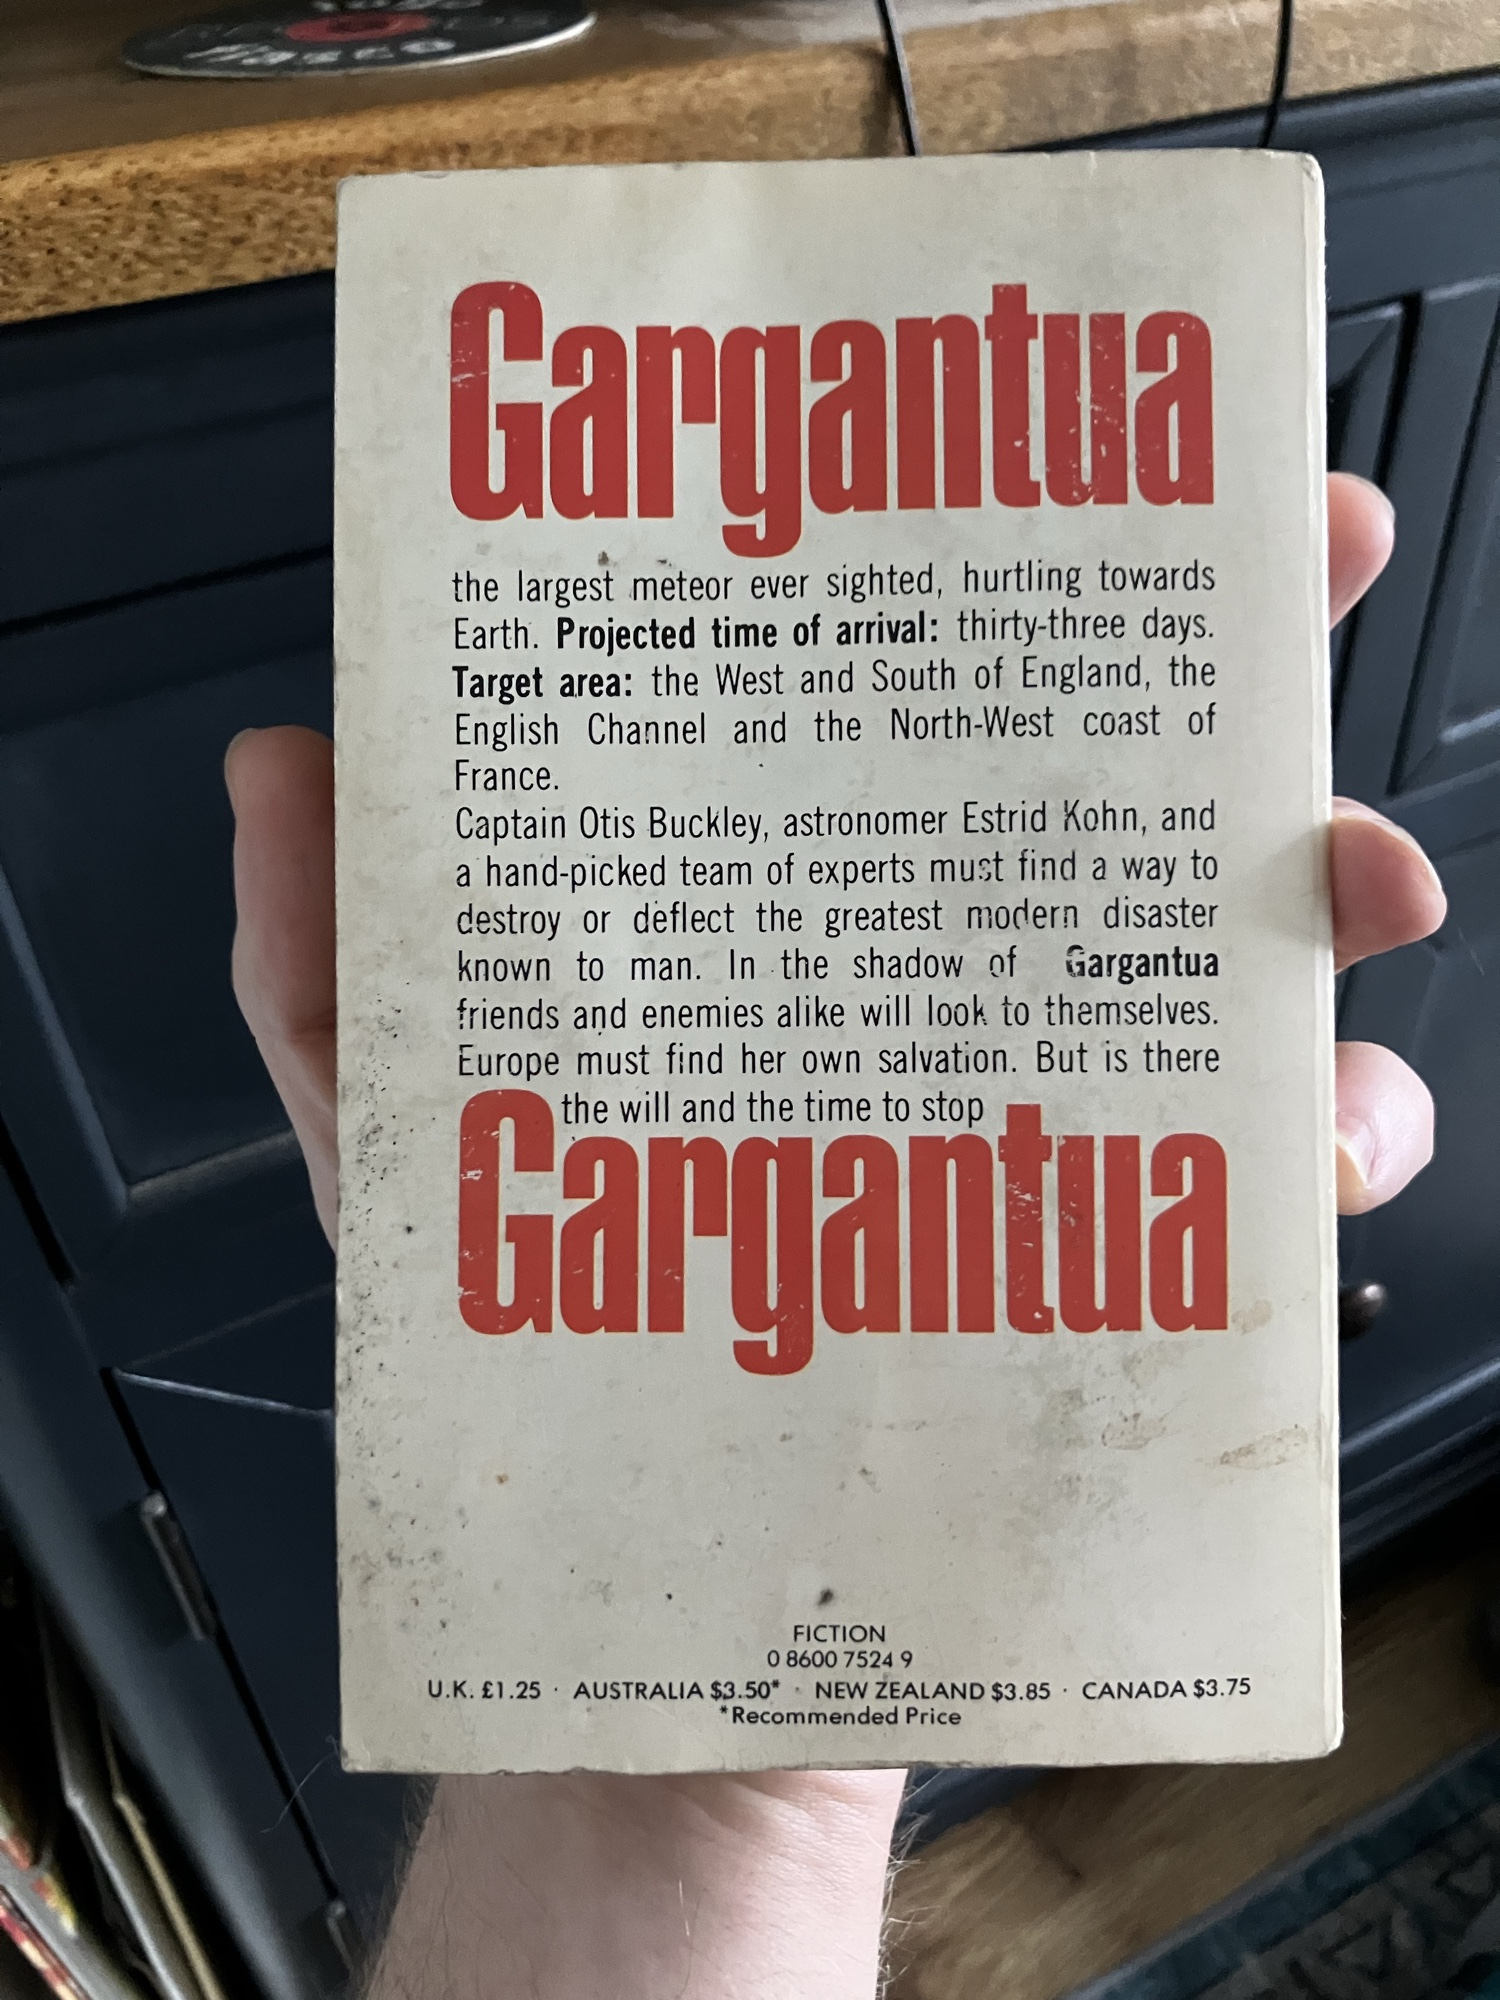 fiasco
Gargantua
the largest meteor ever sighted, hurtling towards
Earth. Projected time of arrival: thirty-three days.
Target area: the West and South of England, the
English Channel and the North-West coast of
France.
Captain Otis Buckley, astronomer Estrid Kohn, and
a hand-picked team of experts must find a way to
destroy or deflect the greatest modern disaster
known to man. In the shadow of Gargantua
friends and enemies alike will look to themselves.
Europe must find her own salvation. But is there
the will and the time to stop
Gargantua
FICTION
0 8600 7524 9
U.K. £1.25 · AUSTRALIA $3.50* · NEW ZEALAND $3.85 · CANADA $3.75
*Recommended Price